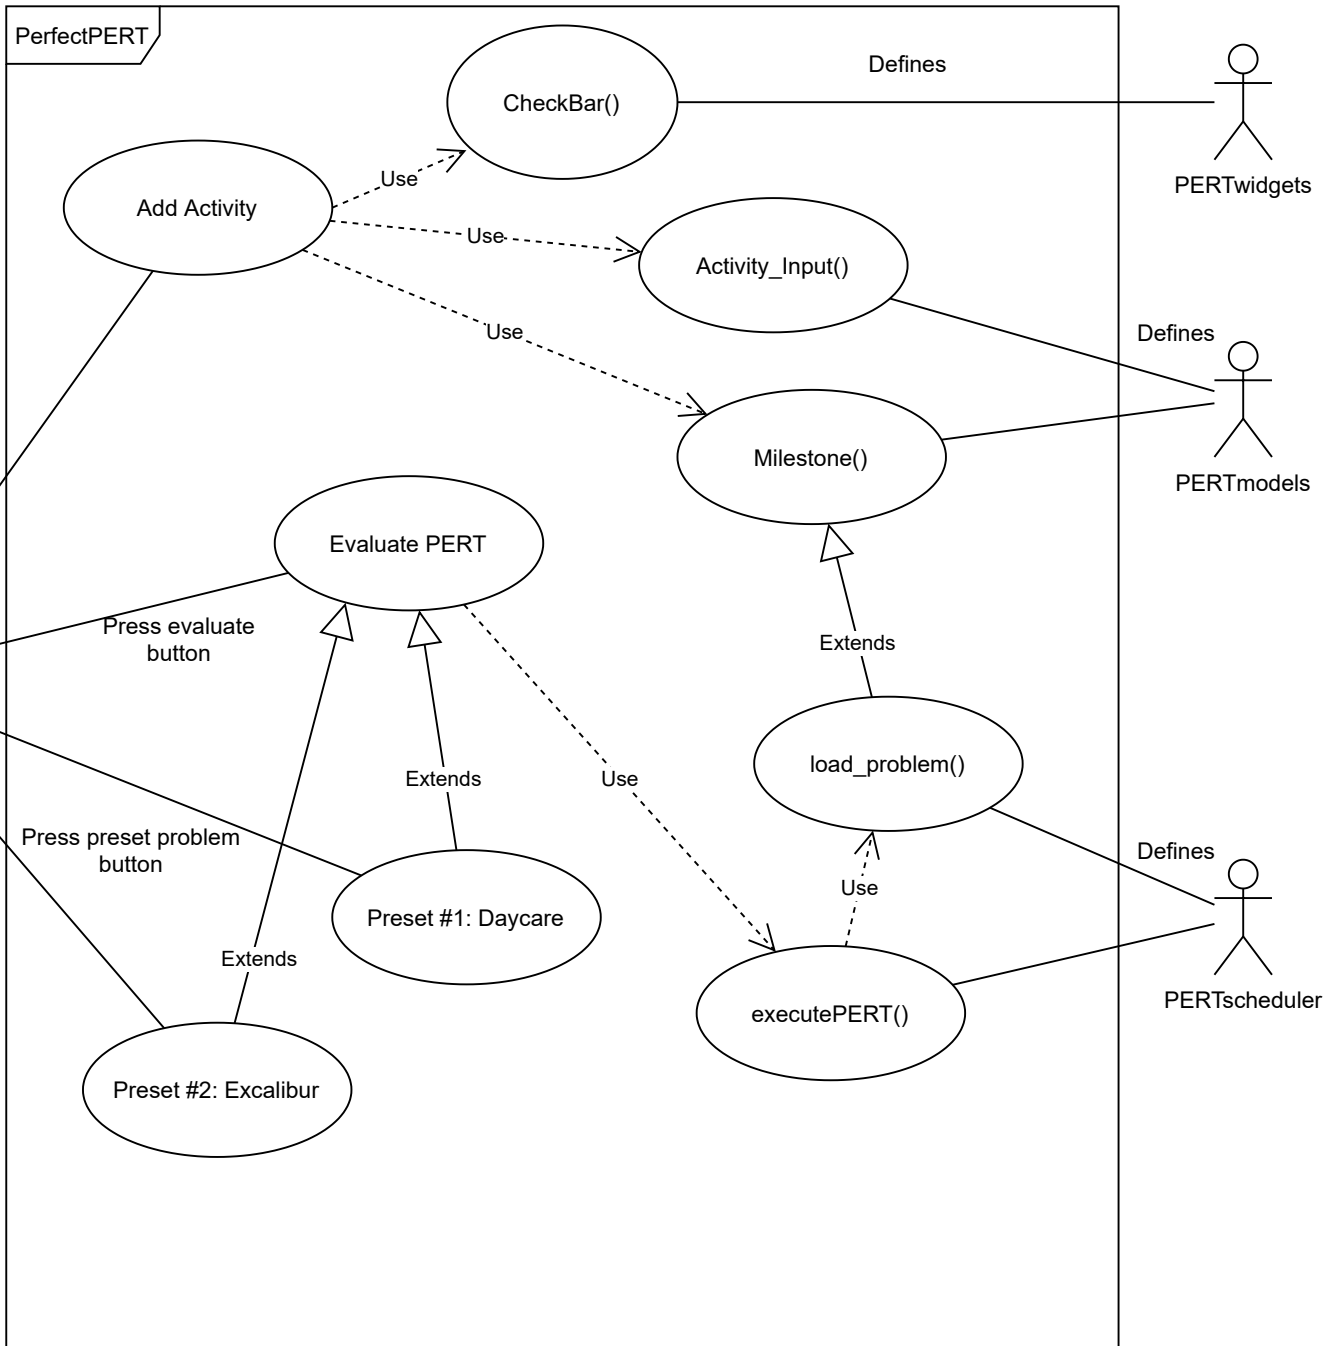 PerfectPERT
Defines
CheckBar()
PERTwidgets
Use
Add Activity
Use
Activity_Input()
Use
Defines
Milestone()
PERTmodels
Evaluate PERT
Press evaluate
button
Extends
load_problem()
Extends
Use
Press preset problem
button
Defines
Use
Preset #1: Daycare
Extends
PERTscheduler
executePERT()
Preset #2: Excalibur